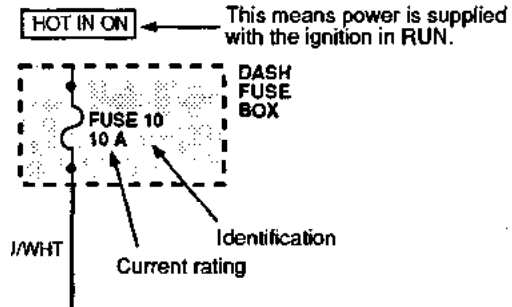 HOT IN ON
This means power is supplied
with the ignition in RUN.
DASH
FUSE
BOX
FUSE 10
10 A
Identification
/WHT
Current rating